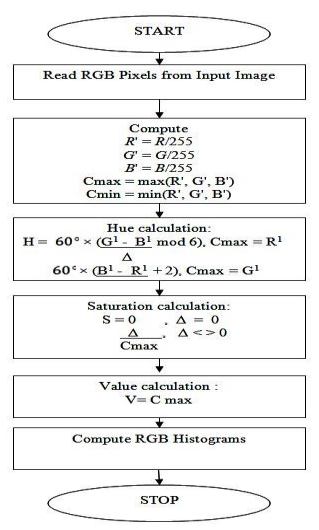 START
Read RGB Pixels from Input Image
Compute
R' = R/255
G' = G/255
B' = B/255
Cmax = max(R', G', B')
Cmin = min(R', G', B')
Hue calculation:
H = 60° × (G¹ - B¹ mod 6), Cmax = R¹
Δ
60° × (B¹ - R¹ + 2), Cmax = G¹
Saturation calculation:
S = 0 , Δ = 0
Δ , Δ <> 0
Cmax
Value calculation :
V= C max
Compute RGB Histograms
STOP